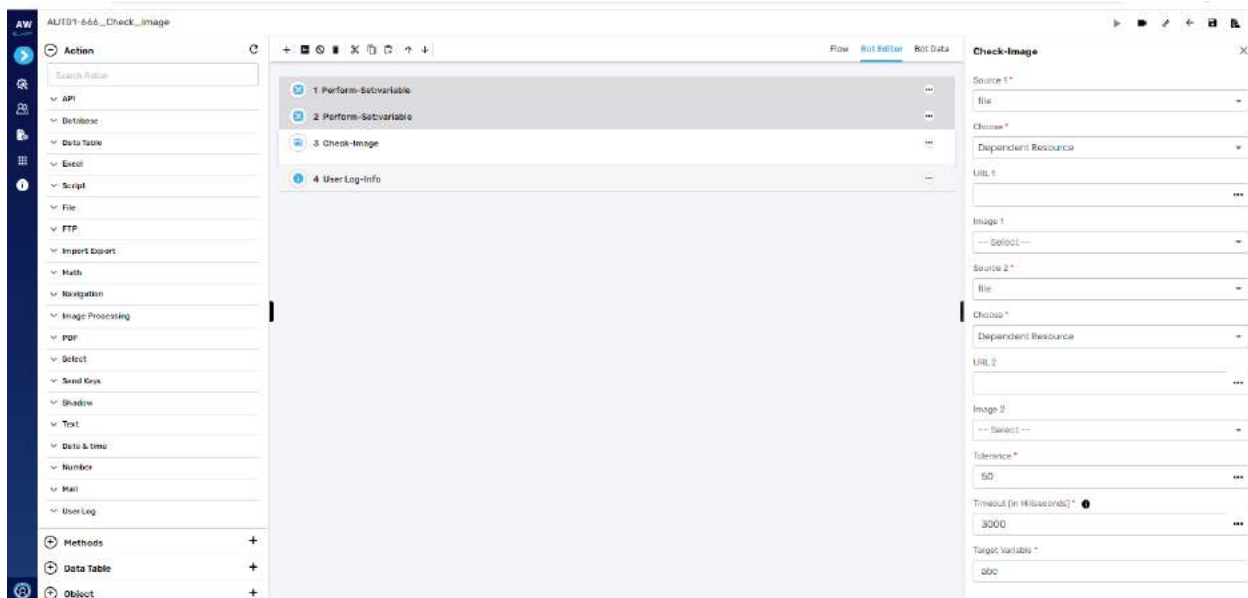 AW
AUT01-666_Check_Image
Action
Search Action
API
Database
Data Table
Excel
Script
File
FTP
Import Export
Math
Navigation
Image Processing
PDF
Select
Send Keys
Shadow
Text
Date & time
Number
Mail
User Log
Methods
Data Table
Object
Flow Bot Editor Bot Data
1 Perform-Set:variable
2 Perform-Set:variable
3 Check-Image
4 User Log-Info
Check-Image
Source 1*
file
Choose*
Dependent Resource
URL 1
Image 1
-- Select --
Source 2*
file
Choose*
Dependent Resource
URL 2
Image 2
-- Select --
Tolerance*
50
Timeout [in Miliseconds]*
3000
Target Variable *
abc